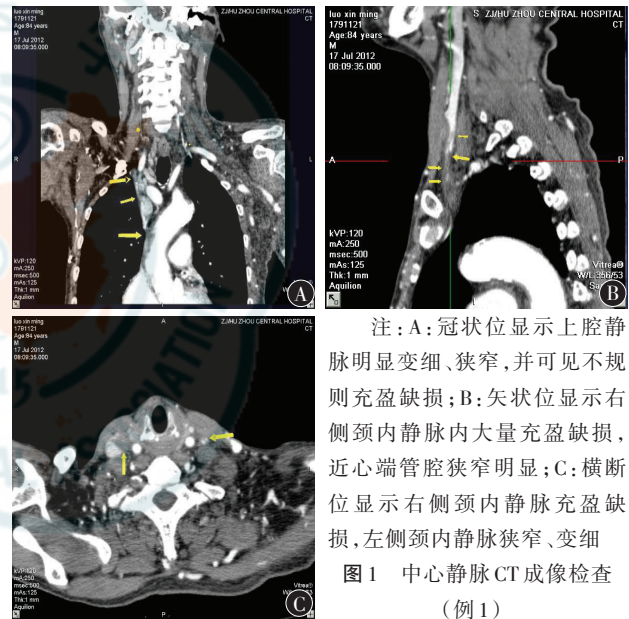 luo xin ming
1791121
Age:84 years
M
17 Jul 2012
08:09:35.000
ZJ/HU ZHOU CENTRAL HOSPITAL
CT
R
L
kVP:120
mA:250
msec:500
mAs:125
Thk:1 mm
Aquilion
A
luo xin ming
1791121
Age:84 years
M
17 Jul 2012
08:09:35.000
S ZJ/HU ZHOU CENTRAL HOSPITAL
CT
A
P
kVP:120
mA:250
msec:500
mAs:125
Thk:1 mm
Aquilion
Vitrea®
W/L:356/53
B
luo xin ming
1791121
Age:84 years
M
17 Jul 2012
08:09:35.000
A
ZJ/HU ZHOU CENTRAL HOSPITAL
CT
R
kVP:120
mA:250
msec:500
mAs:125
Thk:1 mm
Aquilion
P
Vitrea®
C
注:A:冠状位显示上腔静
脉明显变细、狭窄,并可见不规
则充盈缺损;B:矢状位显示右
侧颈内静脉内大量充盈缺损,
近心端管腔狭窄明显;C:横断
位显示右侧颈内静脉充盈缺
损,左侧颈内静脉狭窄、变细
图1 中心静脉CT成像检查
(例1)